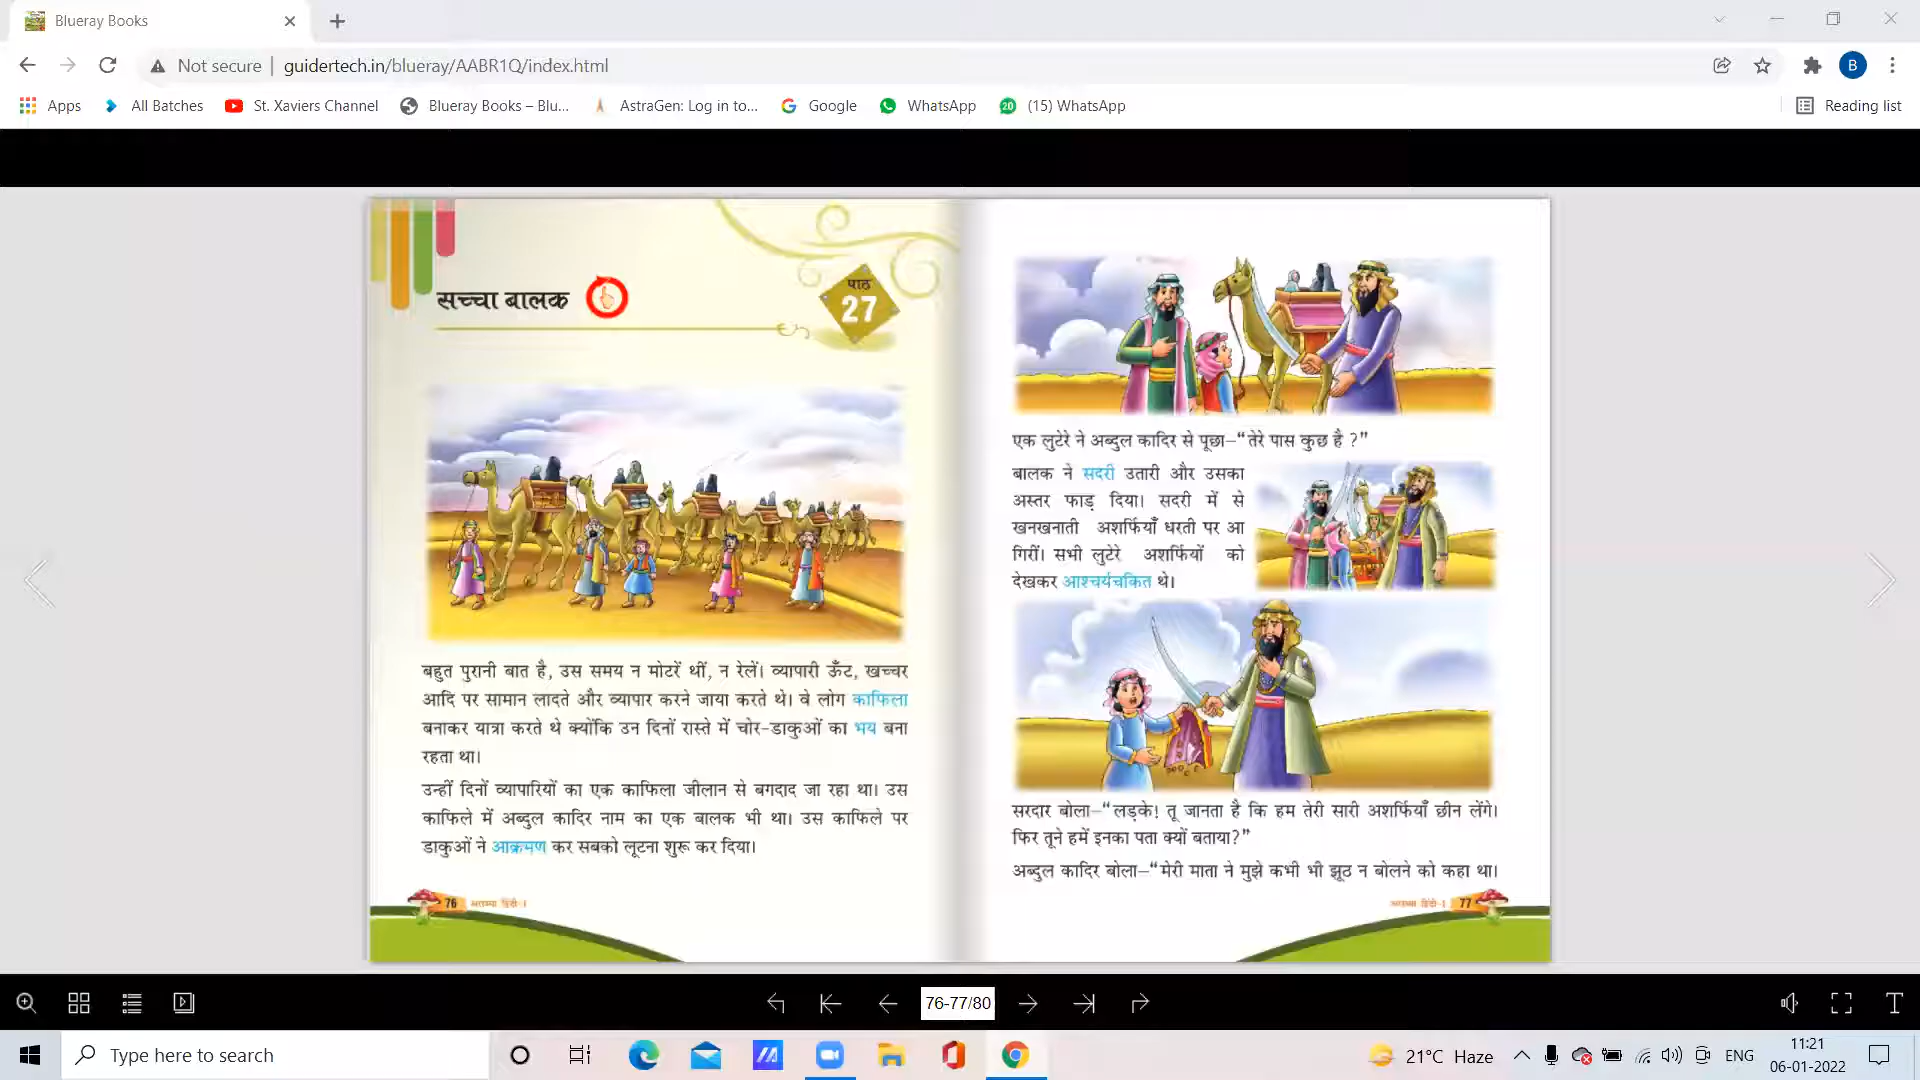 Blueray Books
Not secure
guidertech.in/blueray/AABR1Q/index.html
B
Apps
All Batches
St. Xaviers Channel
Blueray Books – Blu...
AstraGen: Log in to...
Google
WhatsApp
20
(15) WhatsApp
Reading list
सच्चा बालक
पाठ
27
बहुत पुरानी बात है, उस समय न मोटरें थीं, न रेलें। व्यापारी ऊँट, खच्चर
आदि पर सामान लादते और व्यापार करने जाया करते थे। वे लोग काफिला
बनाकर यात्रा करते थे क्योंकि उन दिनों रास्ते में चोर-डाकुओं का भय बना
रहता था।
उन्हीं दिनों व्यापारियों का एक काफिला जीलान से बगदाद जा रहा था। उस
काफिले में अब्दुल कादिर नाम का एक बालक भी था। उस काफिले पर
डाकुओं ने आक्रमण कर सबको लूटना शुरू कर दिया।
76
हिंदी-1
एक लुटेरे ने अब्दुल कादिर से पूछा–“तेरे पास कुछ है ?”
बालक ने सदरी उतारी और उसका
अस्तर फाड़ दिया। सदरी में से
खनखनाती अशर्फियाँ धरती पर आ
गिरीं। सभी लुटेरे अशर्फियों को
देखकर आश्चर्यचकित थे।
सरदार बोला–“लड़के! तू जानता है कि हम तेरी सारी अशर्फियाँ छीन लेंगे।
फिर तूने हमें इनका पता क्यों बताया?”
अब्दुल कादिर बोला–“मेरी माता ने मुझे कभी भी झूठ न बोलने को कहा था।
हिंदी-1
77
76-77/80
Type here to search
21°C Haze
ENG
11:21
06-01-2022